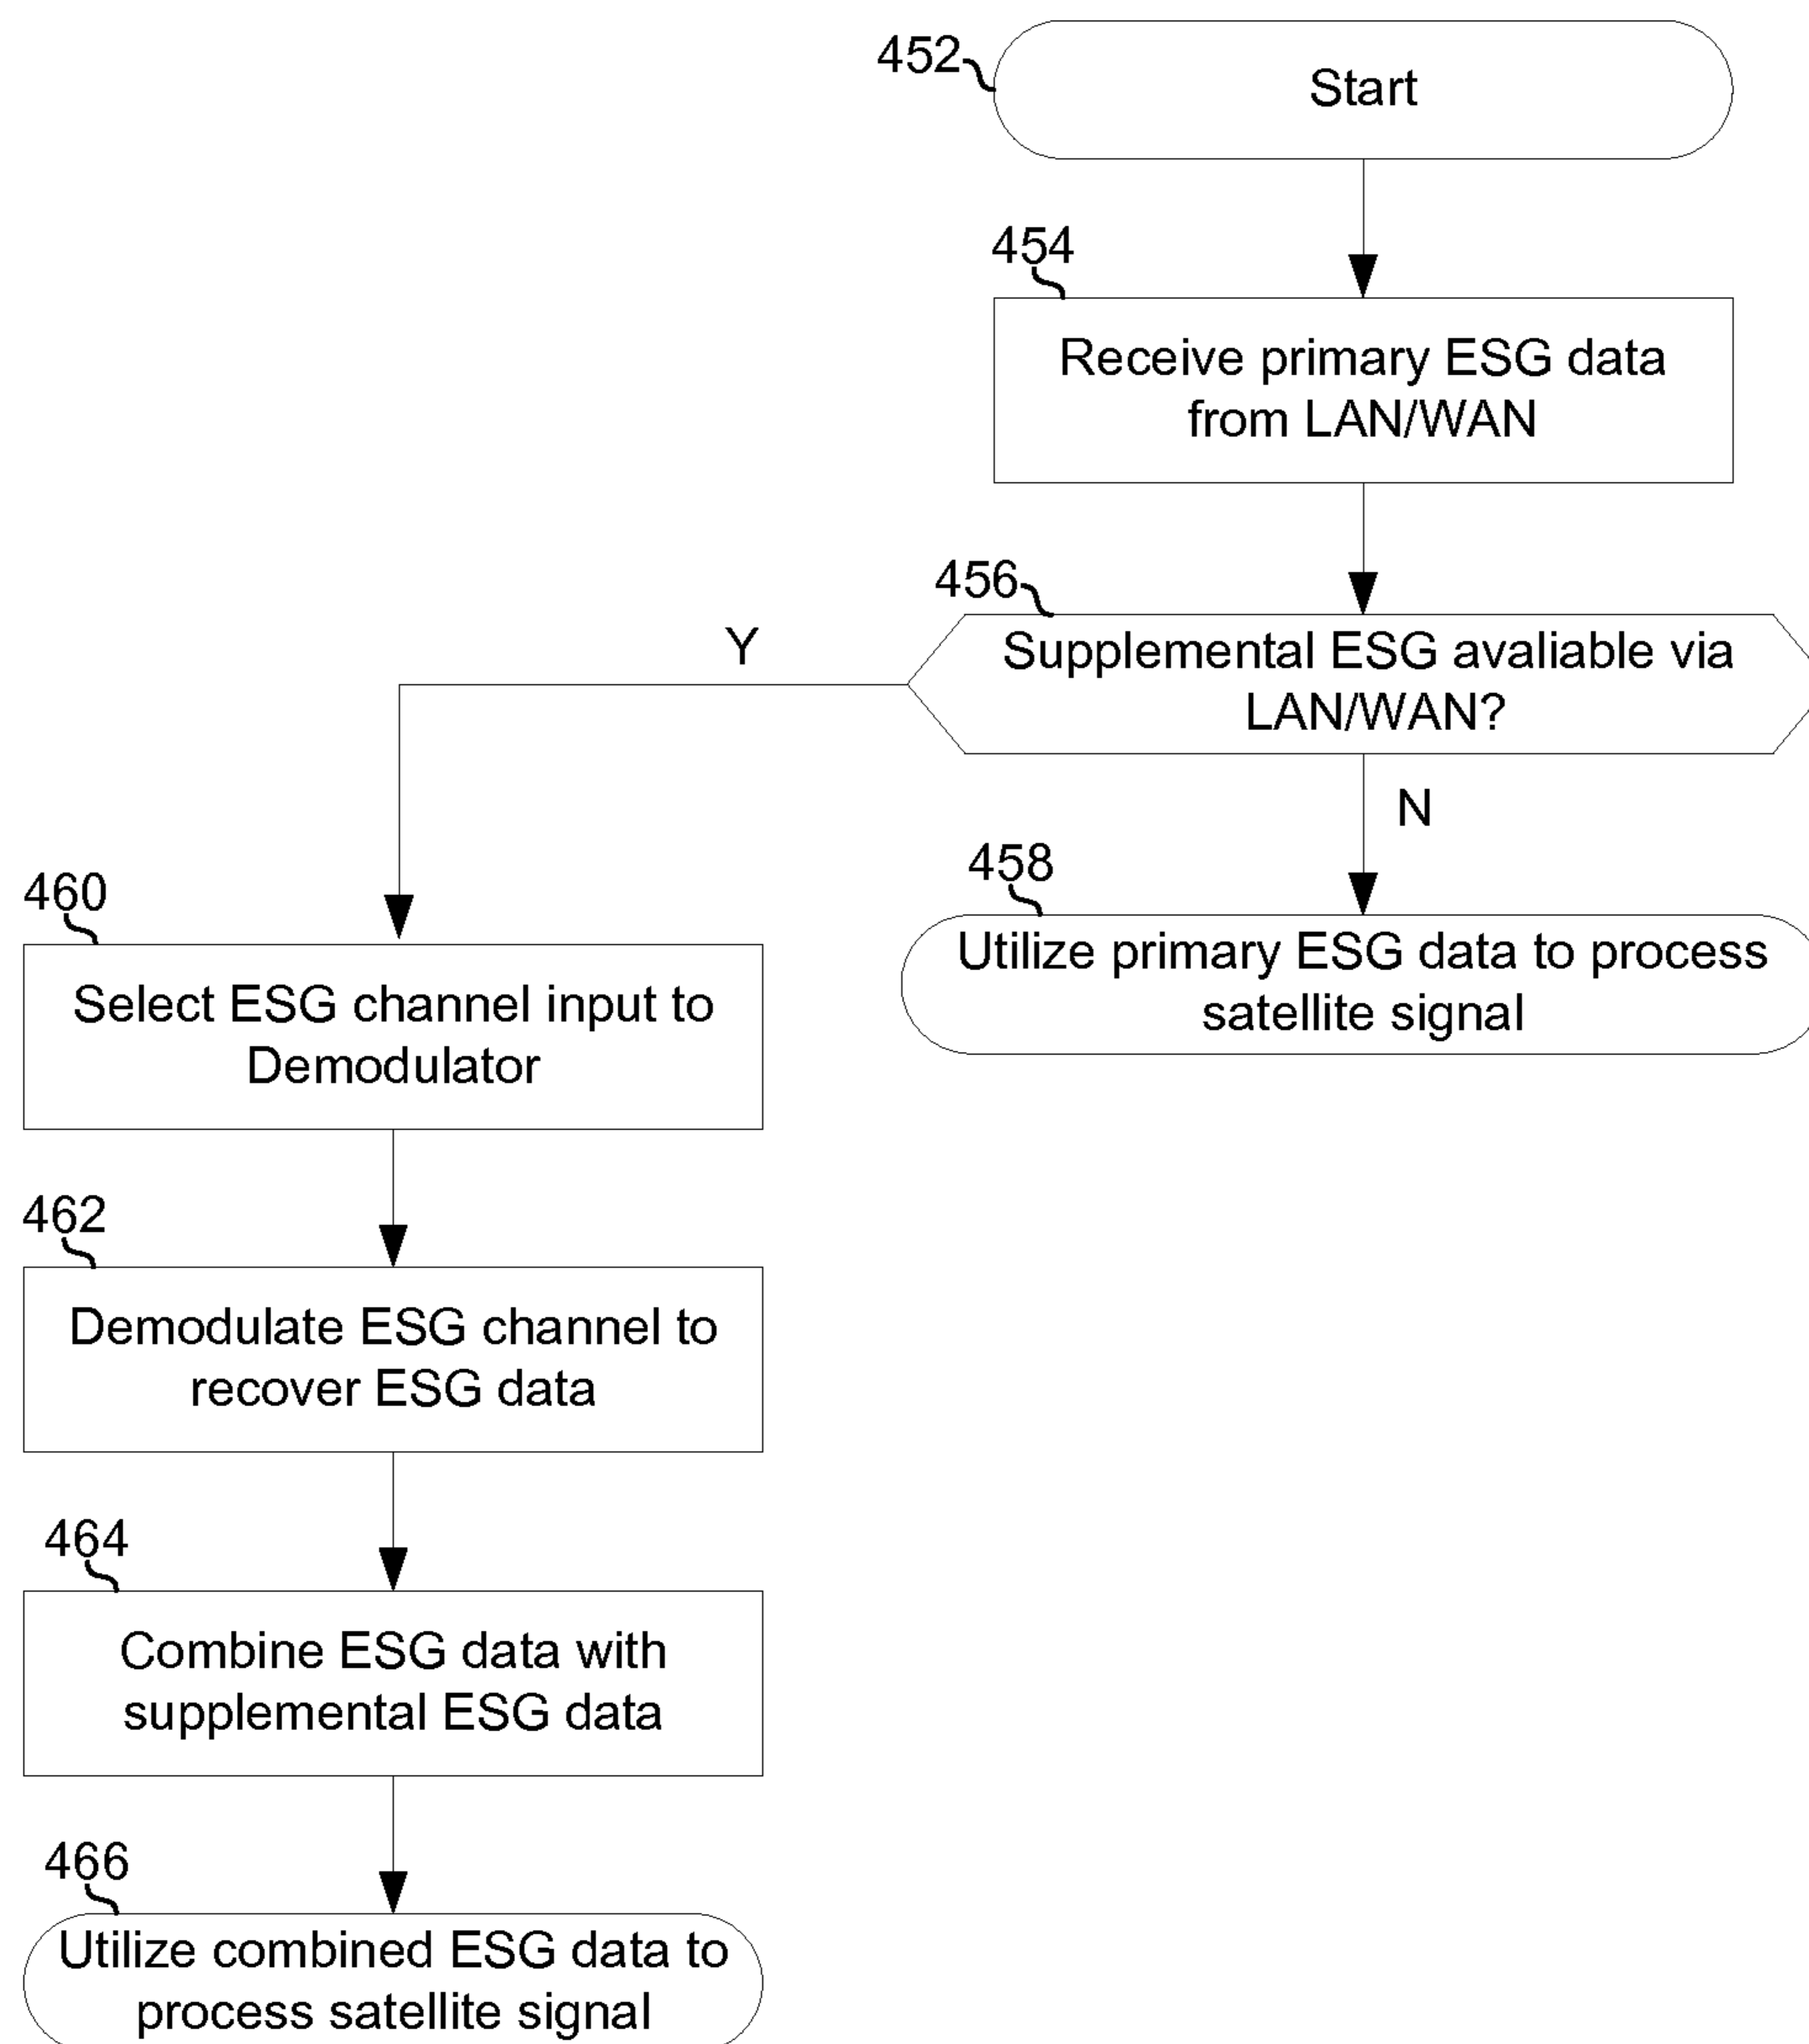 452
Start
454
Receive primary ESG data
from LAN/WAN
456
Supplemental ESG avaliable via
LAN/WAN?
Y
N
458
Utilize primary ESG data to process
satellite signal
460
Select ESG channel input to
Demodulator
462
Demodulate ESG channel to
recover ESG data
464
Combine ESG data with
supplemental ESG data
466
Utilize combined ESG data to
process satellite signal